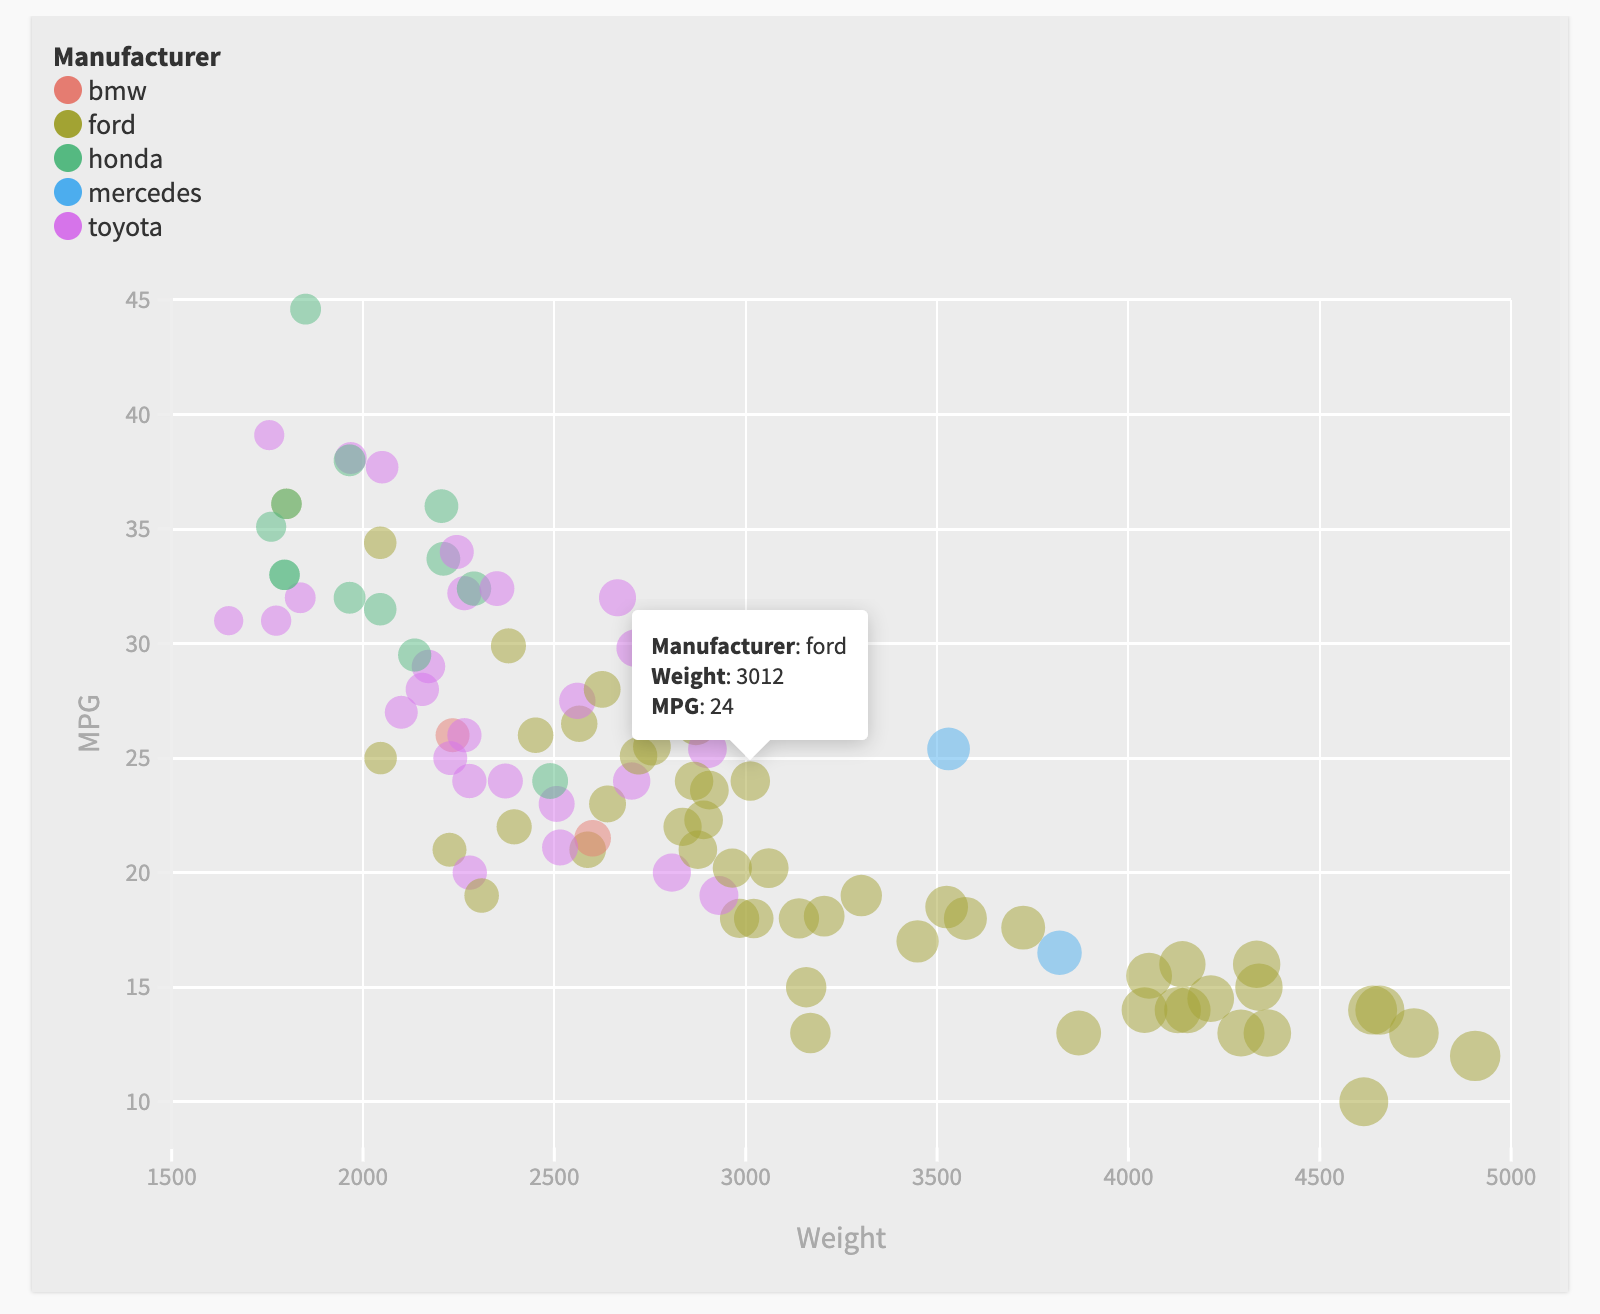 Manufacturer
bmw
ford
honda
mercedes
toyota
45
40
35
30
25
20
15
10
MPG
Manufacturer: ford
Weight: 3012
MPG: 24
1500 2000 2500 3000 3500 4000 4500 5000
Weight